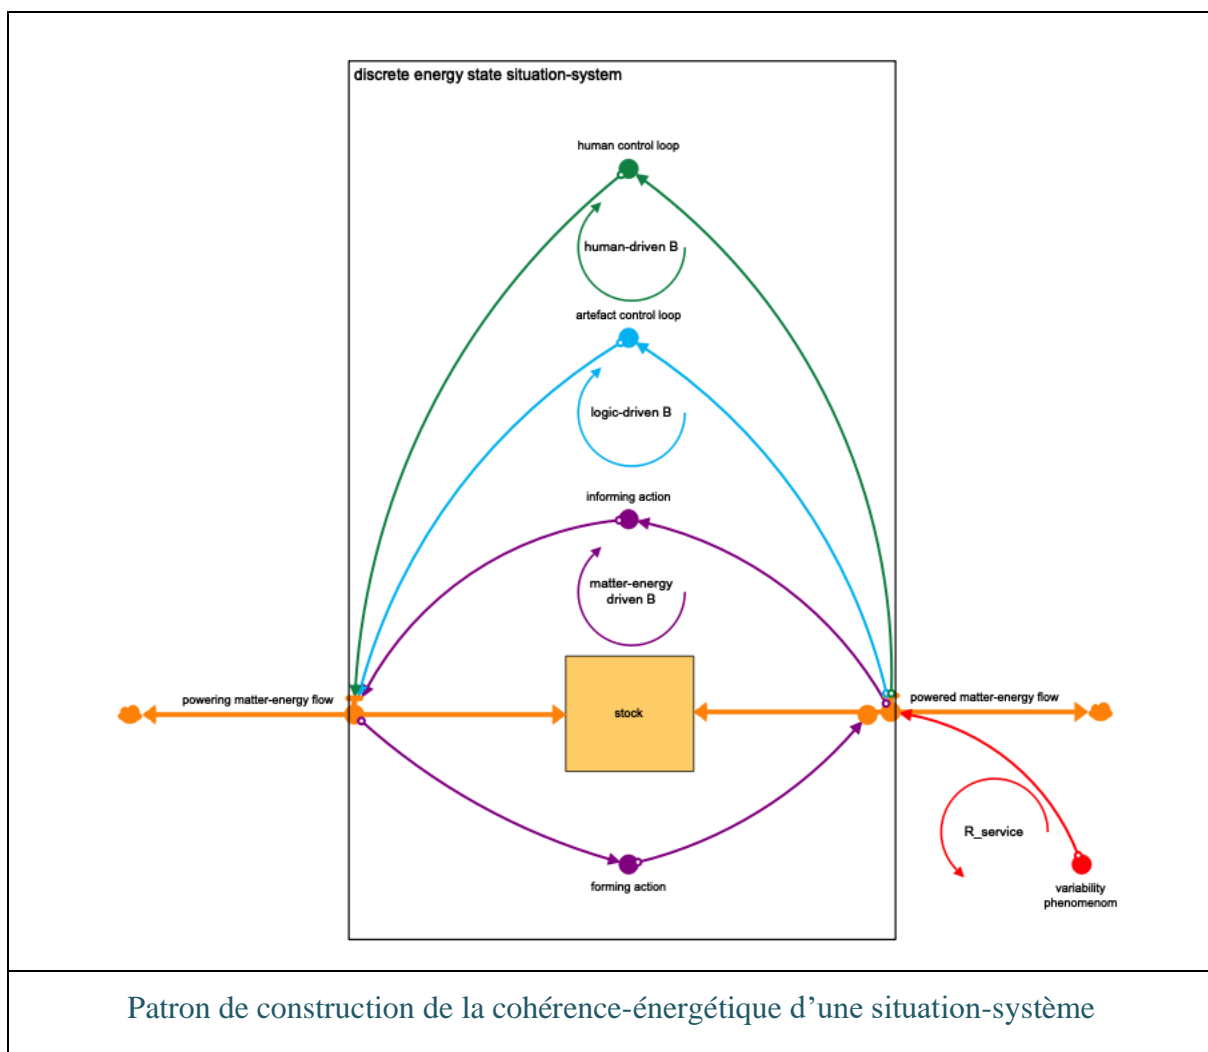 discrete energy state situation-system
human control loop
human-driven B
artefact control loop
logic-driven B
informing action
matter-energy
driven B
powering matter-energy flow
stock
powered matter-energy flow
R_service
forming action
variability
phenomenom
Patron de construction de la cohérence-énergétique d'une situation-système